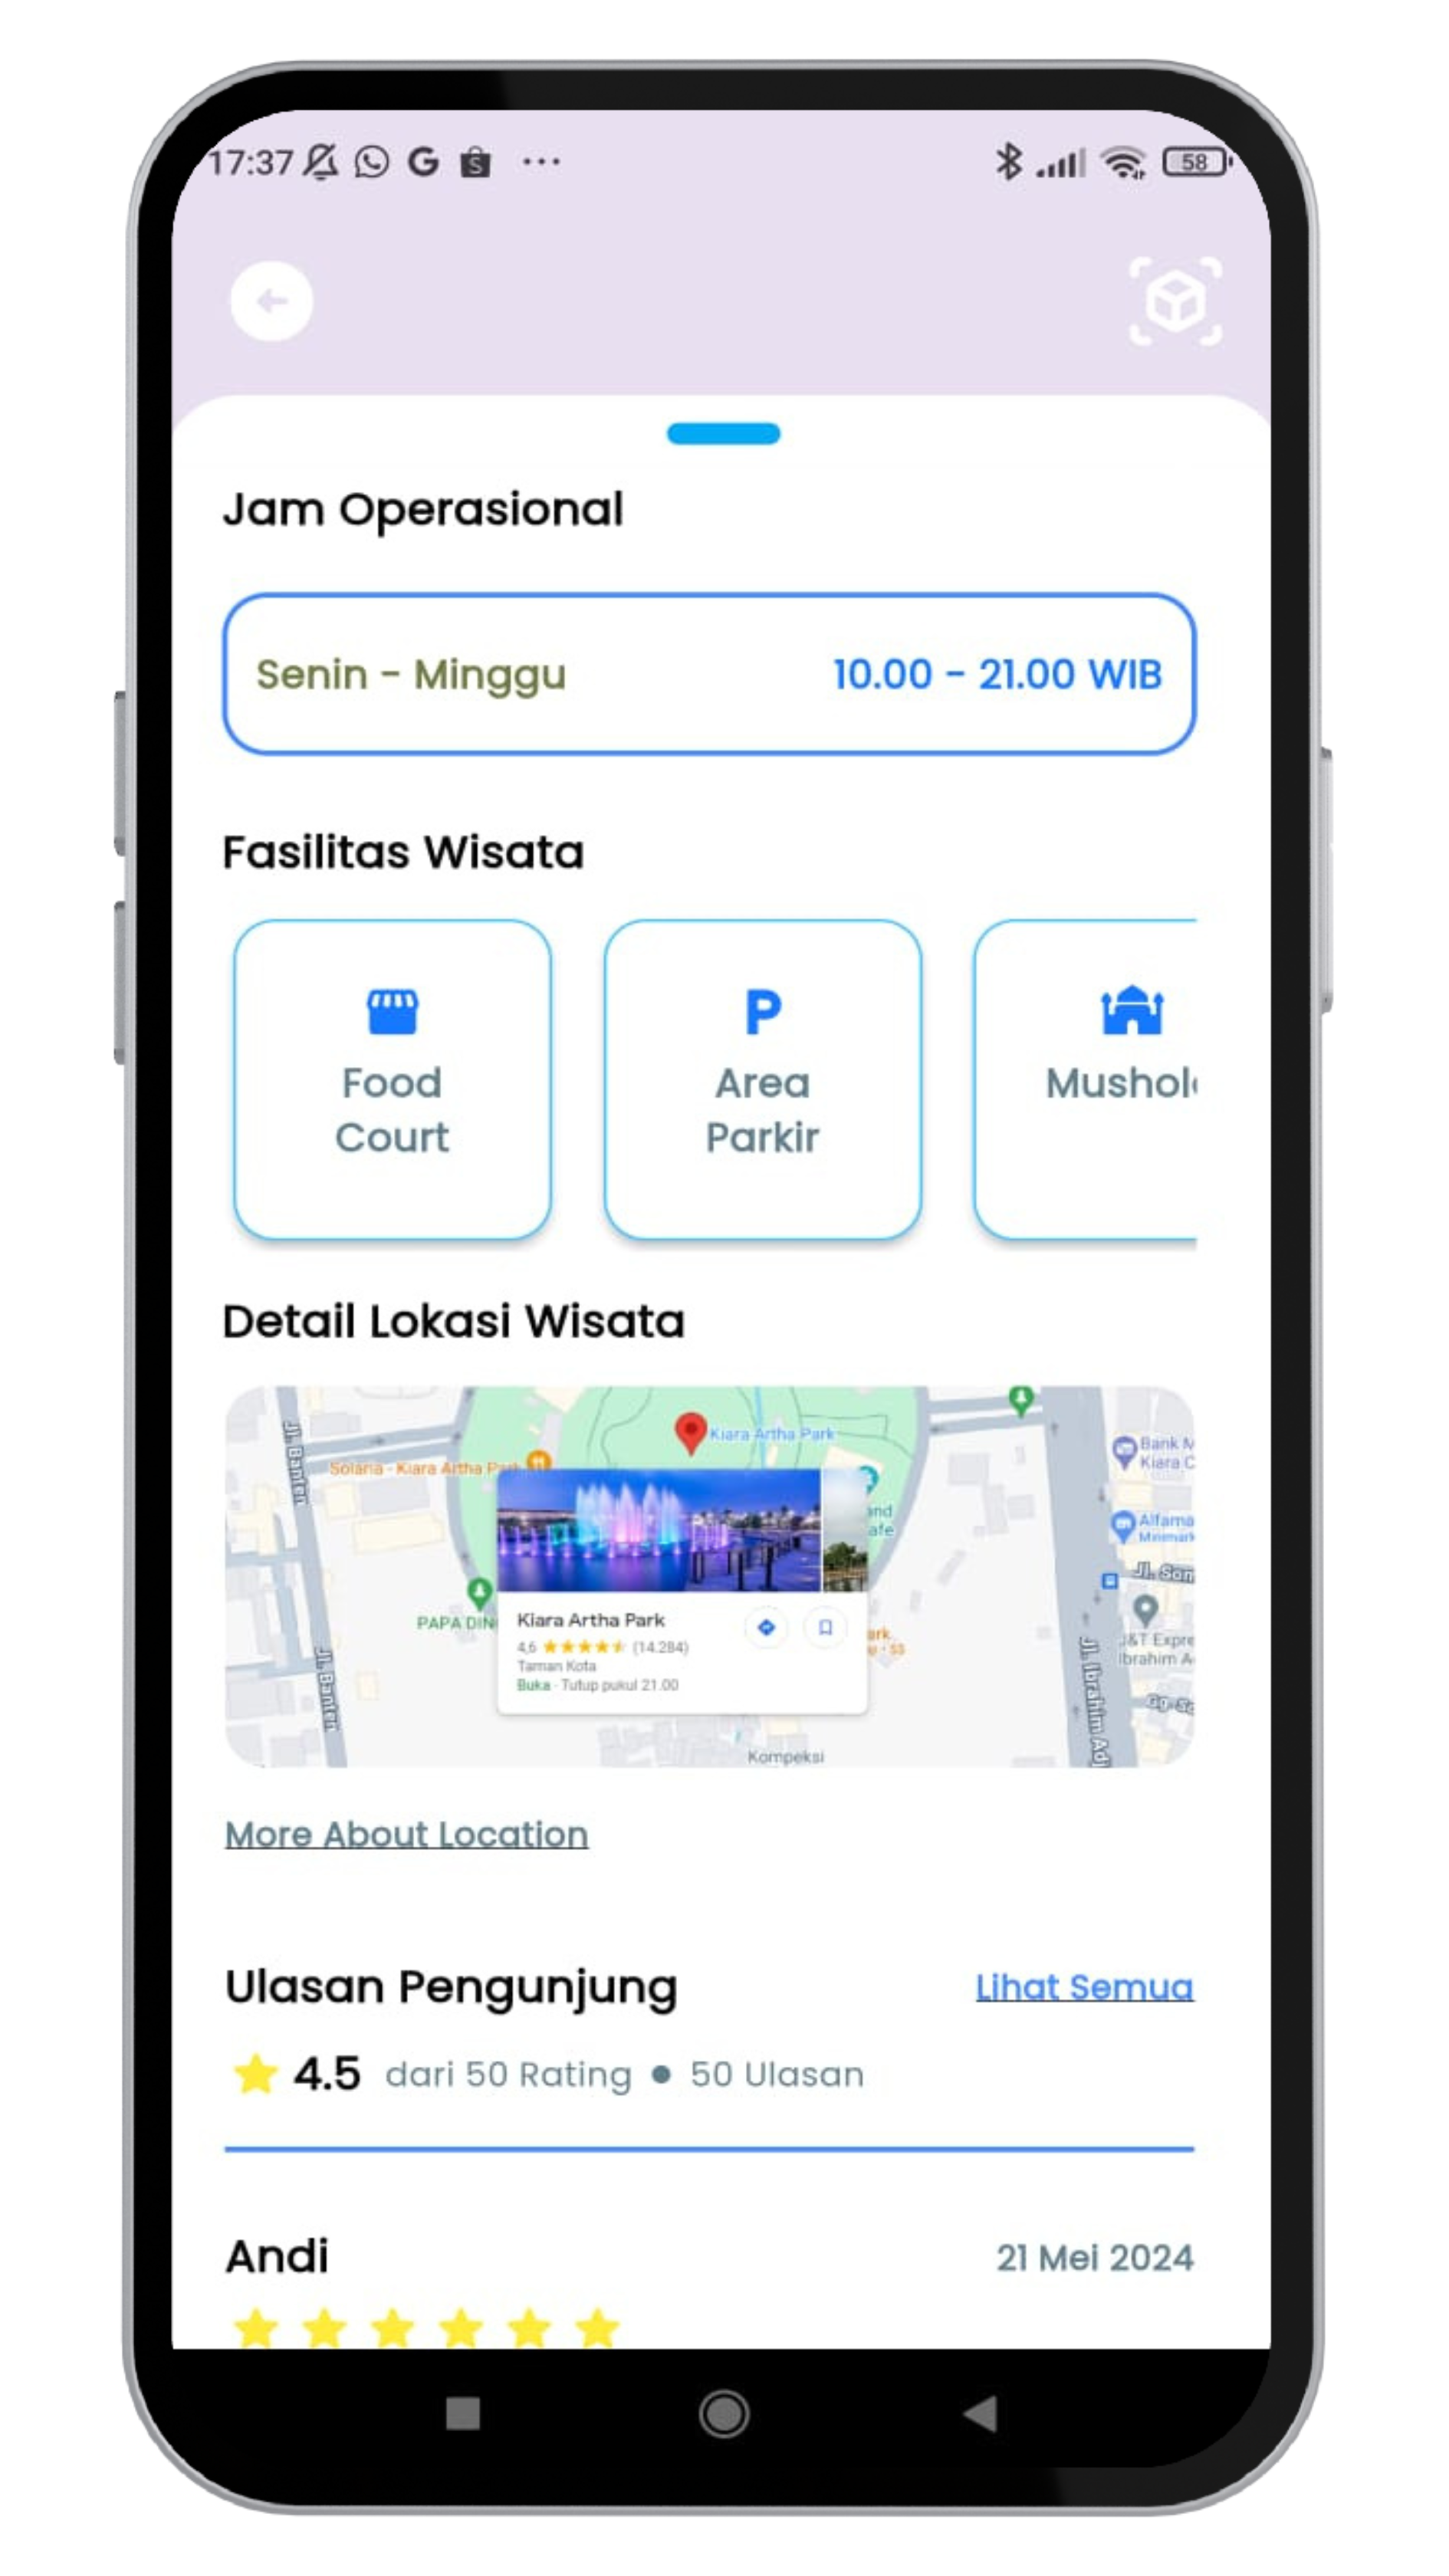 17:37
58
Jam Operasional
Senin - Minggu 10.00 - 21.00 WIB
Fasilitas Wisata
Food
Court
Area
Parkir
Mushol
Detail Lokasi Wisata
Kiara Artha Park
Solaria - Kiara Artha Park
Jl. Banten
Bank M
Kiara C
Alfama
Minimark
and
afe
PAPA DIN
Kiara Artha Park
4,6 (14.284)
Taman Kota
Buka · Tutup pukul 21.00
ark
J&T Expre
Ibrahim A
Jl. Banten
Jl. Ibrahim Adj
Kompeksi
More About Location
Ulasan Pengunjung Lihat Semua
4.5 dari 50 Rating ● 50 Ulasan
Andi 21 Mei 2024